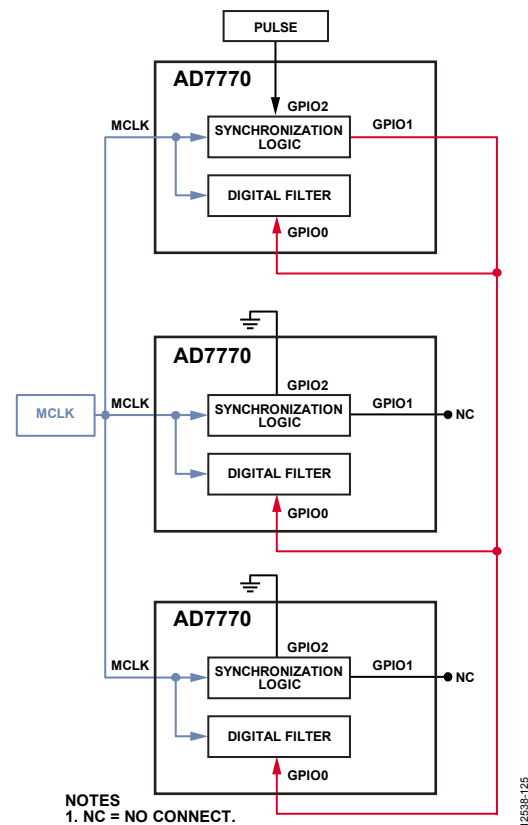 PULSE
AD7770
GPIO2
MCLK
SYNCHRONIZATION
LOGIC
GPIO1
DIGITAL FILTER
GPIO0
AD7770
GPIO2
MCLK
MCLK
SYNCHRONIZATION
LOGIC
GPIO1
NC
DIGITAL FILTER
GPIO0
AD7770
GPIO2
MCLK
SYNCHRONIZATION
LOGIC
GPIO1
NC
DIGITAL FILTER
GPIO0
NOTES
1. NC = NO CONNECT.
12538-125